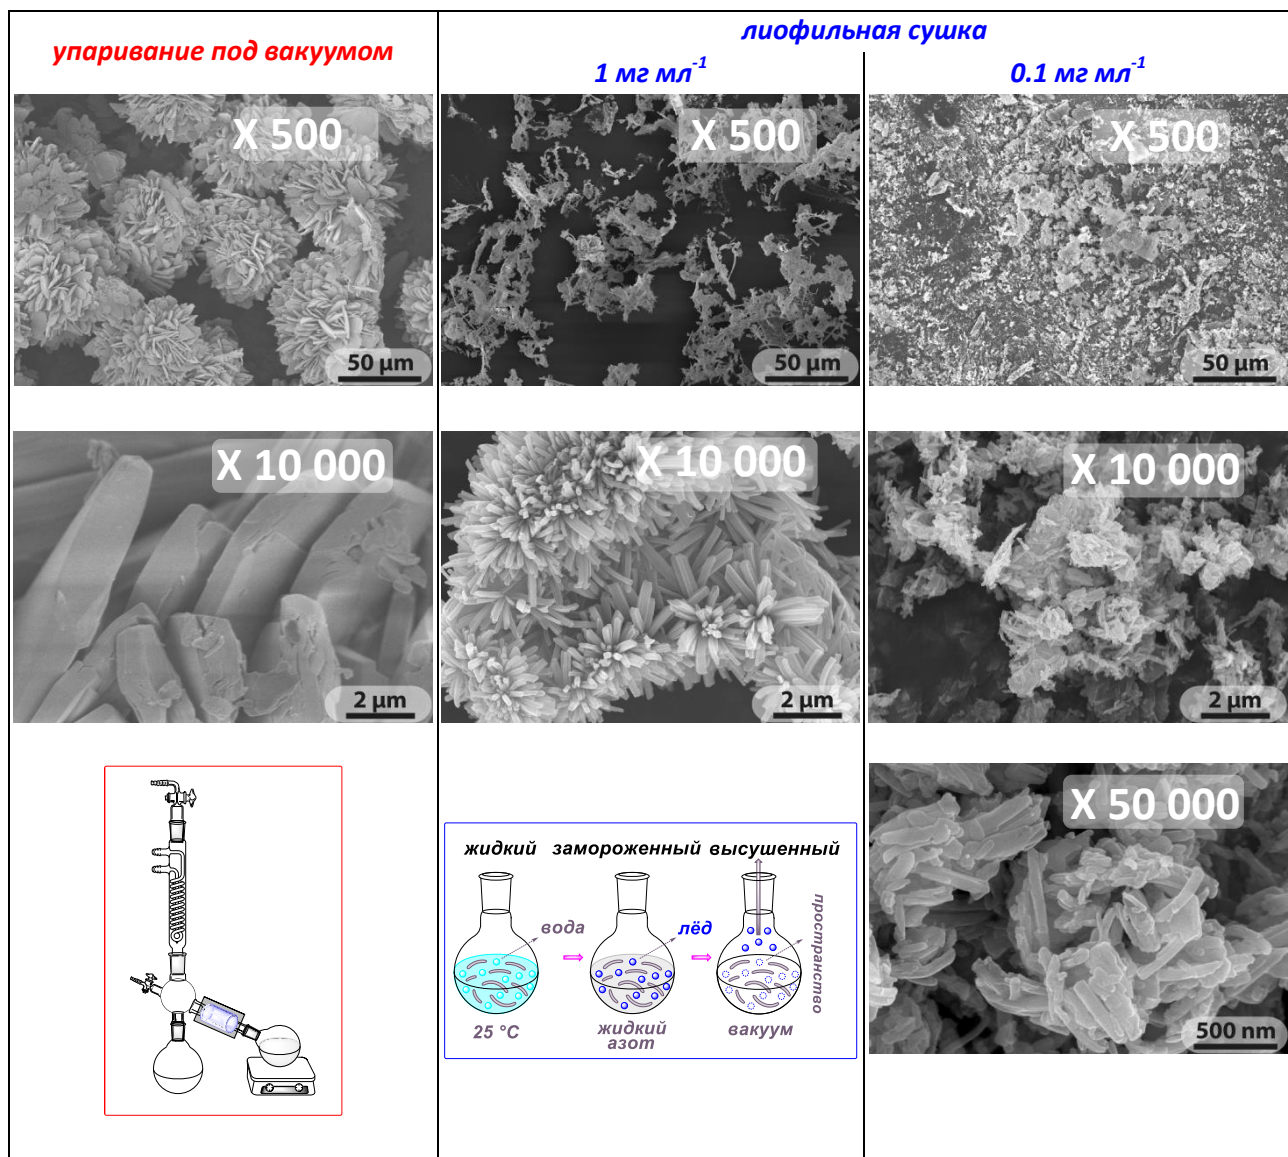 упаривание под вакуумом
лиофильная сушка
1 мг мл⁻¹
0.1 мг мл⁻¹
X 500
50 µm
X 500
50 µm
X 500
50 µm
X 10 000
2 µm
X 10 000
2 µm
X 10 000
2 µm
X 50 000
500 nm
жидкий замороженный высушенный
вода
лёд
пространство
25 °C
жидкий
азот
вакуум